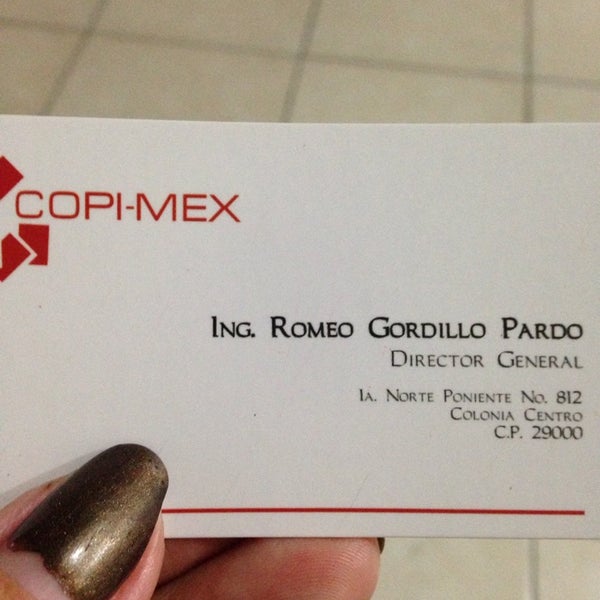 COPI-MEX
Ing. Romeo Gordillo Pardo
Director General
1a. Norte Poniente No. 812
Colonia Centro
C.P. 29000